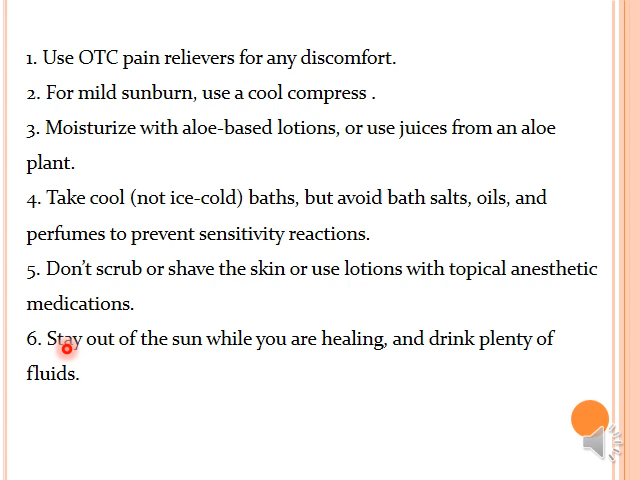 1. Use OTC pain relievers for any discomfort.
2. For mild sunburn, use a cool compress .
3. Moisturize with aloe-based lotions, or use juices from an aloe
plant.
4. Take cool (not ice-cold) baths, but avoid bath salts, oils, and
perfumes to prevent sensitivity reactions.
5. Don’t scrub or shave the skin or use lotions with topical anesthetic
medications.
6. Stay out of the sun while you are healing, and drink plenty of
fluids.